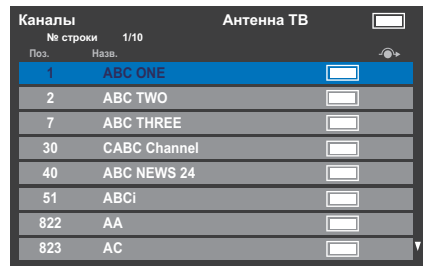 Каналы Антенна ТВ
№ строки 1/10
Поз. Назв.
1 ABC ONE
2 ABC TWO
7 ABC THREE
30 CABC Channel
40 ABC NEWS 24
51 ABCi
822 AA
823 AC